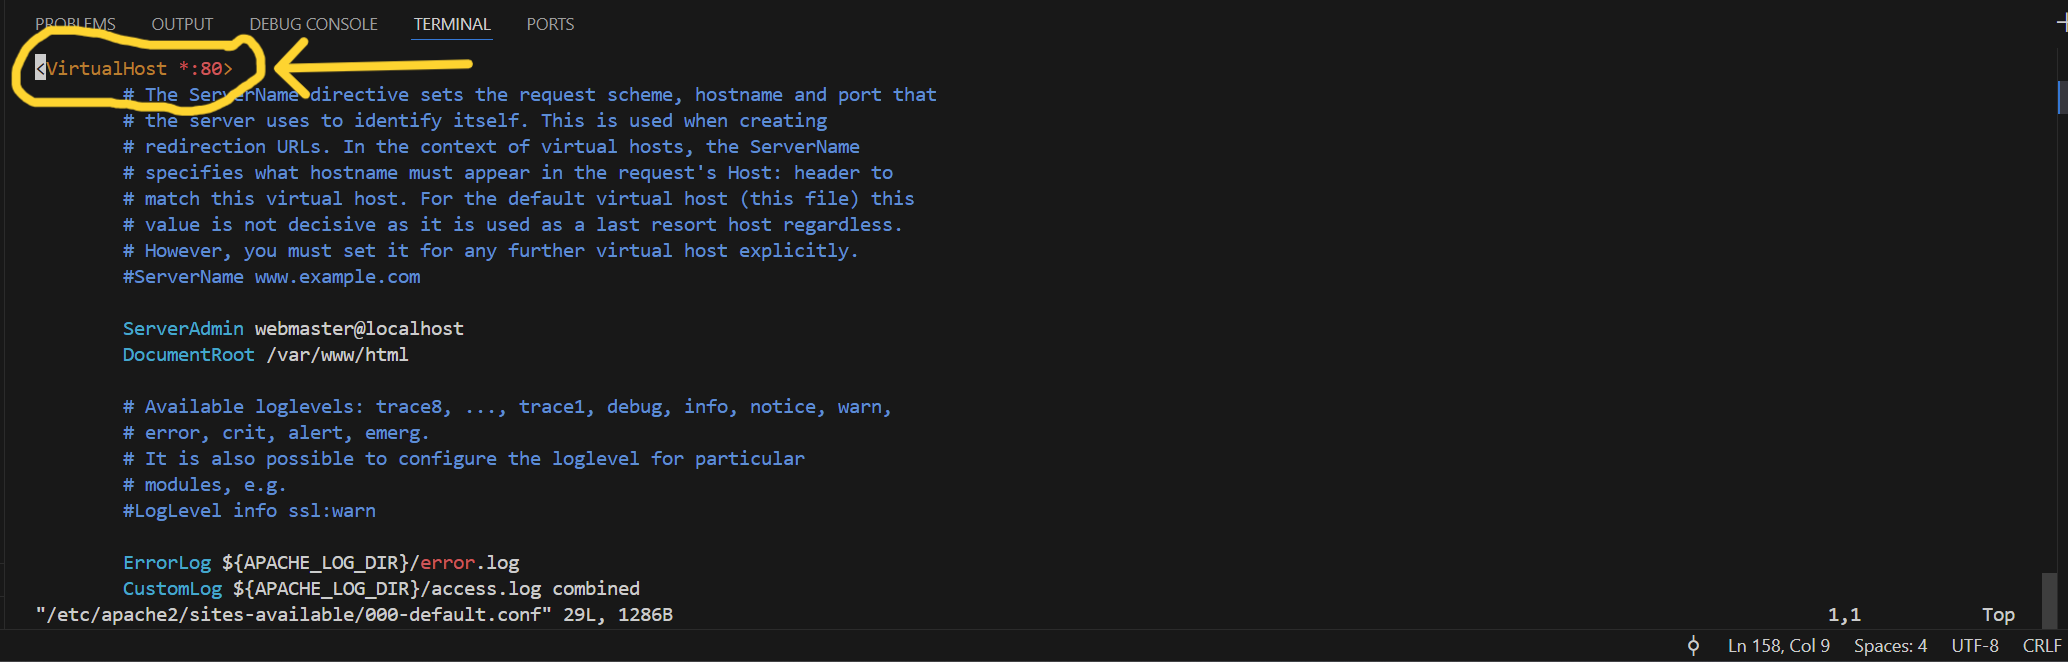 PROBLEMS OUTPUT DEBUG CONSOLE TERMINAL PORTS
<VirtualHost *:80>
# The ServerName directive sets the request scheme, hostname and port that
# the server uses to identify itself. This is used when creating
# redirection URLs. In the context of virtual hosts, the ServerName
# specifies what hostname must appear in the request's Host: header to
# match this virtual host. For the default virtual host (this file) this
# value is not decisive as it is used as a last resort host regardless.
# However, you must set it for any further virtual host explicitly.
#ServerName www.example.com
ServerAdmin webmaster@localhost
DocumentRoot /var/www/html
# Available loglevels: trace8, ..., trace1, debug, info, notice, warn,
# error, crit, alert, emerg.
# It is also possible to configure the loglevel for particular
# modules, e.g.
#LogLevel info ssl:warn
ErrorLog ${APACHE_LOG_DIR}/error.log
CustomLog ${APACHE_LOG_DIR}/access.log combined
"/etc/apache2/sites-available/000-default.conf" 29L, 1286B 1,1 Top
Ln 158, Col 9 Spaces: 4 UTF-8 CRLF